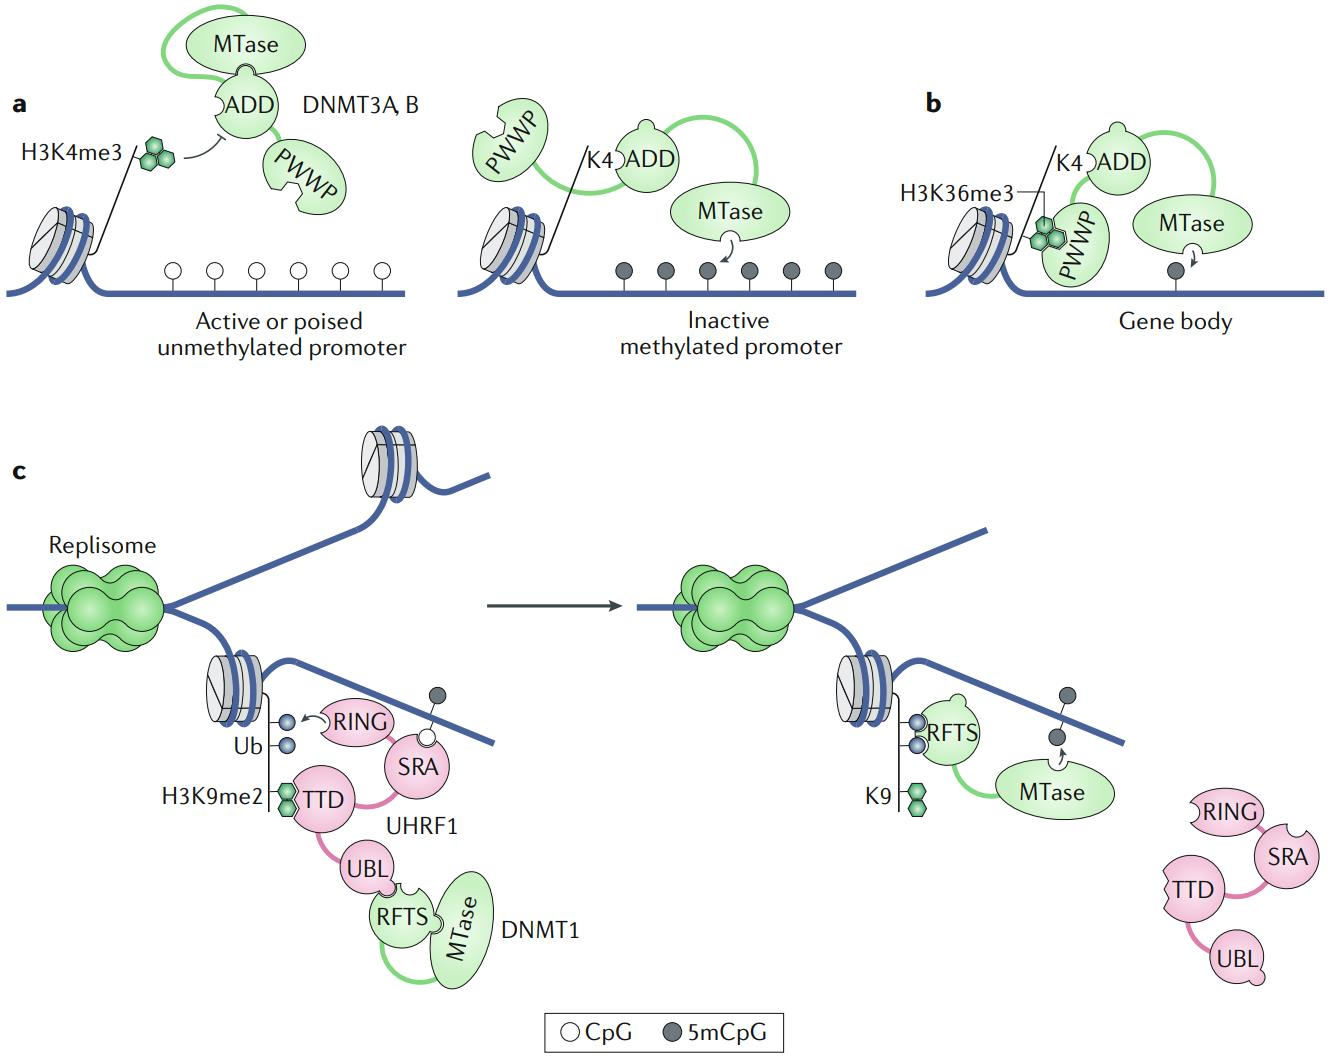 a
MTase
ADD
DNMT3A, B
PWWP
H3K4me3
Active or poised
unmethylated promoter
PWWP
K4
ADD
MTase
Inactive
methylated promoter
b
K4
ADD
H3K36me3
PWWP
MTase
Gene body
c
Replisome
RING
Ub
SRA
H3K9me2
TTD
UHRF1
UBL
RFTS
MTase
DNMT1
RFTS
K9
MTase
RING
SRA
TTD
UBL
CpG
5mCpG